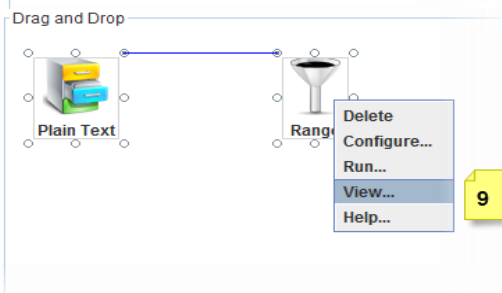 Drag and Drop
Plain Text
Range
Delete
Configure...
Run...
View...
Help...
9